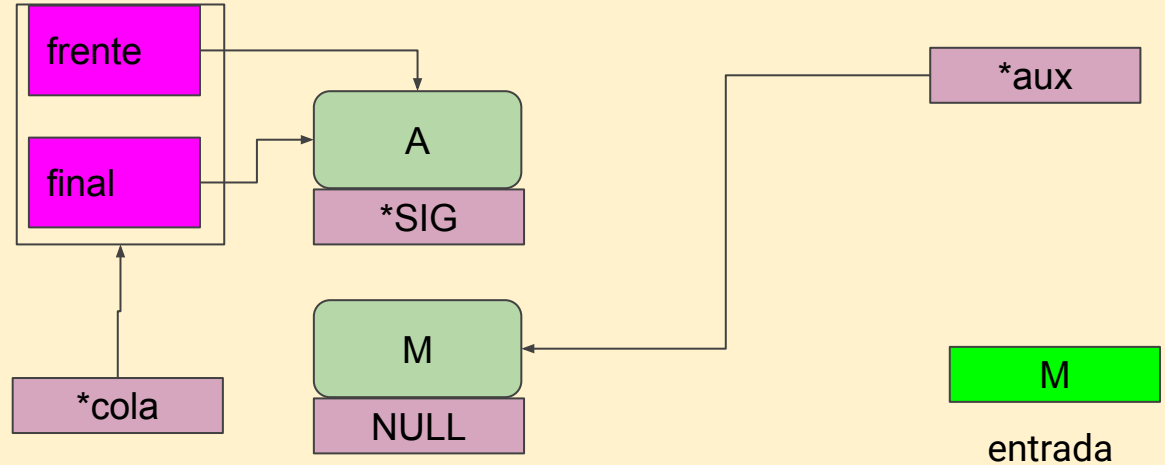 frente
*aux
A
final
*SIG
M
M
*cola
NULL
entrada